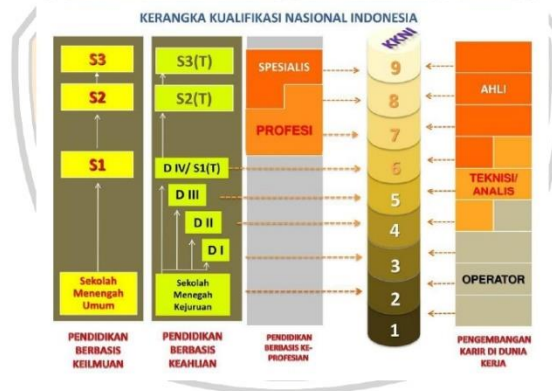 KERANGKA KUALIFIKASI NASIONAL INDONESIA
S3
S2
S1
Sekolah
Menengah
Umum
PENDIDIKAN
BERBASIS
KEILMUAN
S3(T)
S2(T)
D IV/ S1(T)
D III
D II
D I
Sekolah
Menegah
Kejuruan
PENDIDIKAN
BERBASIS
KEAHLIAN
SPESIALIS
PROFESI
PENDIDIKAN
BERBASIS KE-
PROFESIAN
KKNI
9
8
7
6
5
4
3
2
1
AHLI
TEKNISI/
ANALIS
OPERATOR
PENGEMBANGAN
KARIR DI DUNIA
KERJA